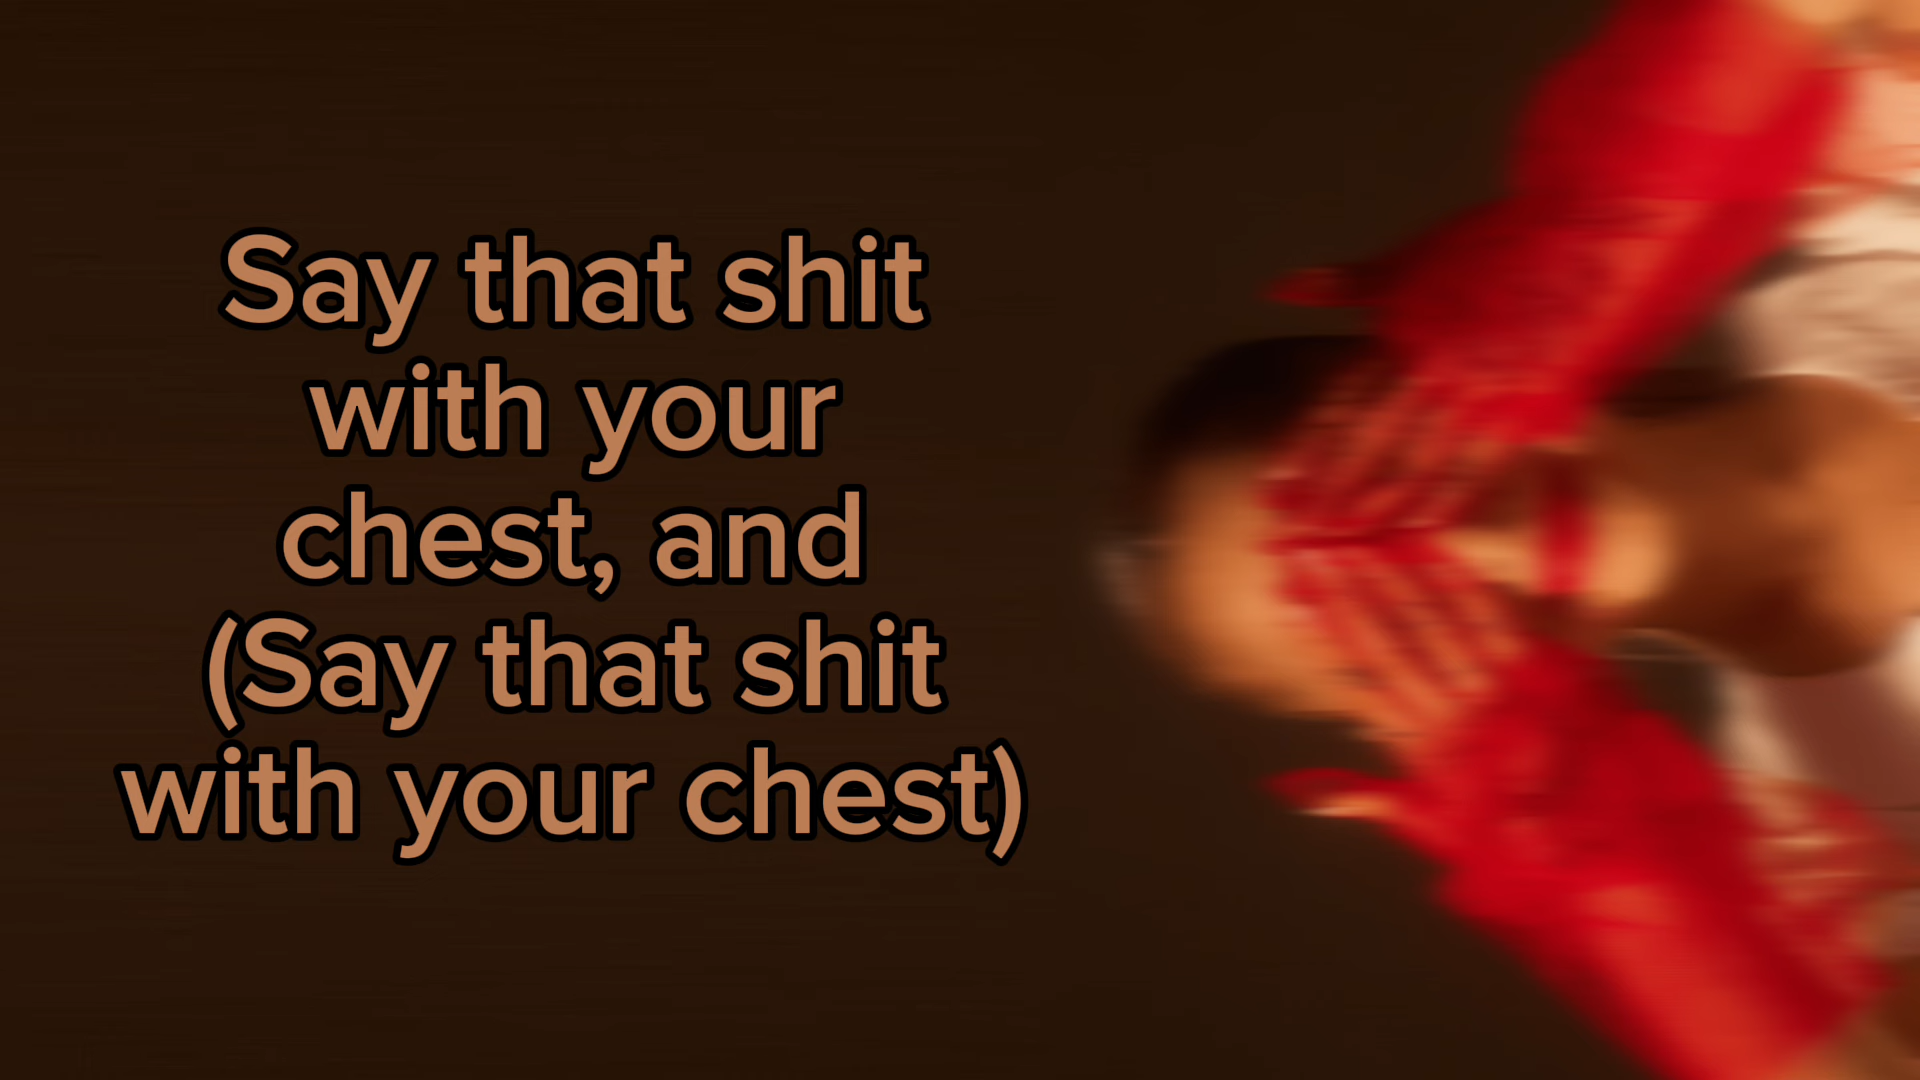 Say that shit
with your
chest, and
(Say that shit
with your chest)